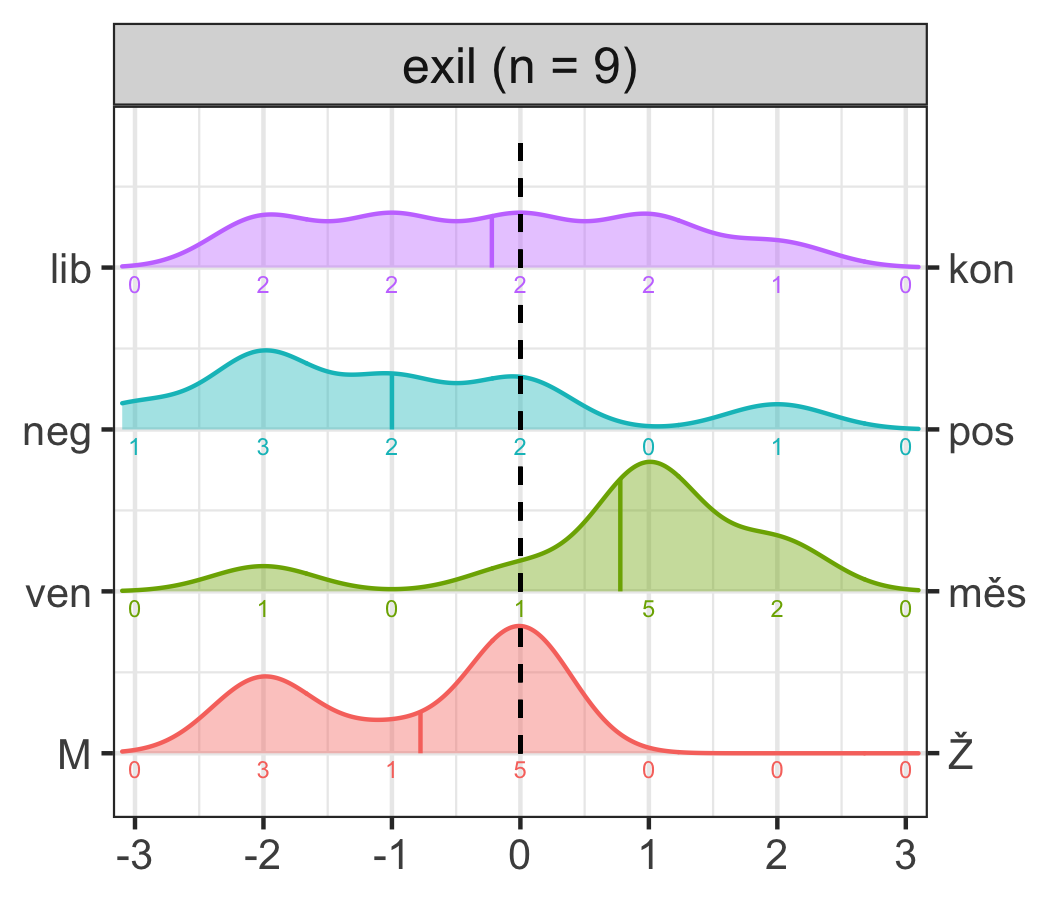 exil (n = 9)
lib kon
0 2 2 2 2 1 0
neg pos
1 3 2 2 0 1 0
ven měs
0 1 0 1 5 2 0
M Ž
0 3 1 5 0 0 0
-3 -2 -1 0 1 2 3